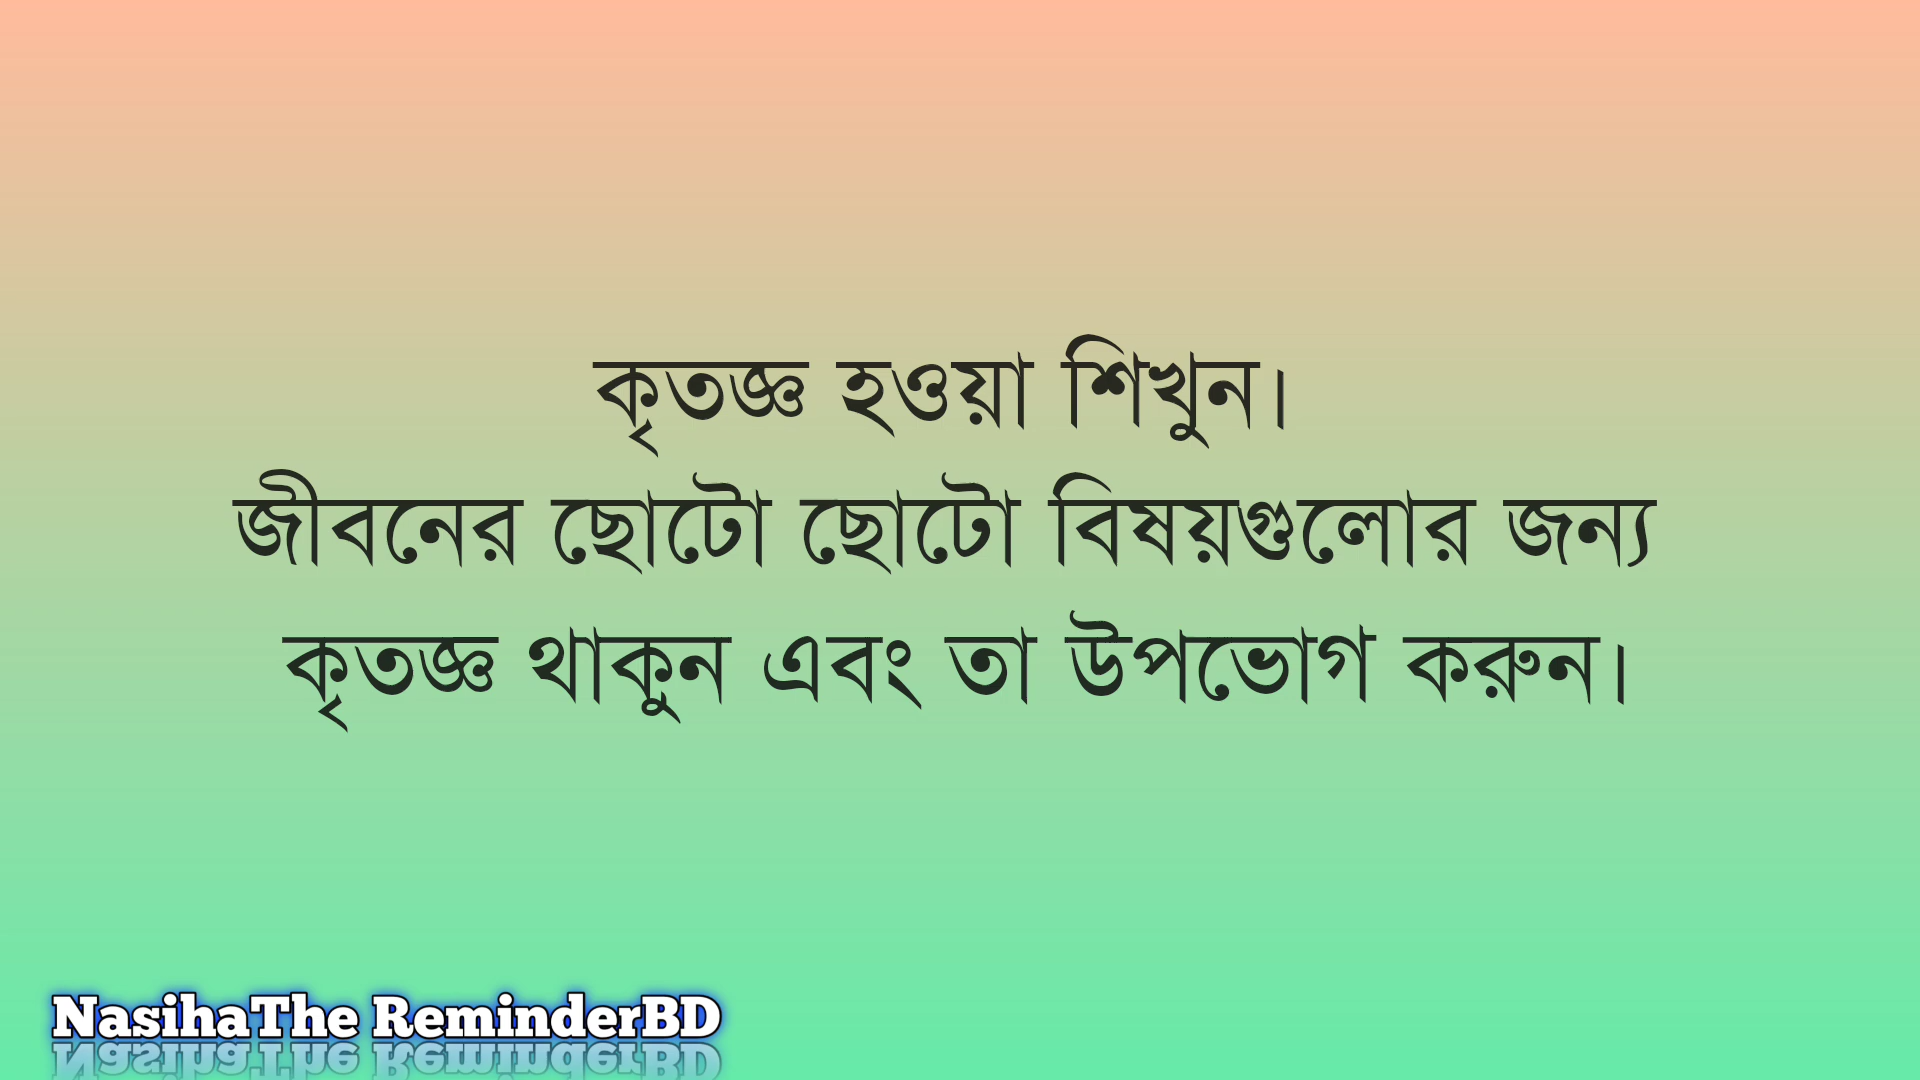 কৃতজ্ঞ হওয়া শিখুন।
জীবনের ছোটো ছোটো বিষয়গুলোর জন্য
কৃতজ্ঞ থাকুন এবং তা উপভোগ করুন।
NasihaThe ReminderBD